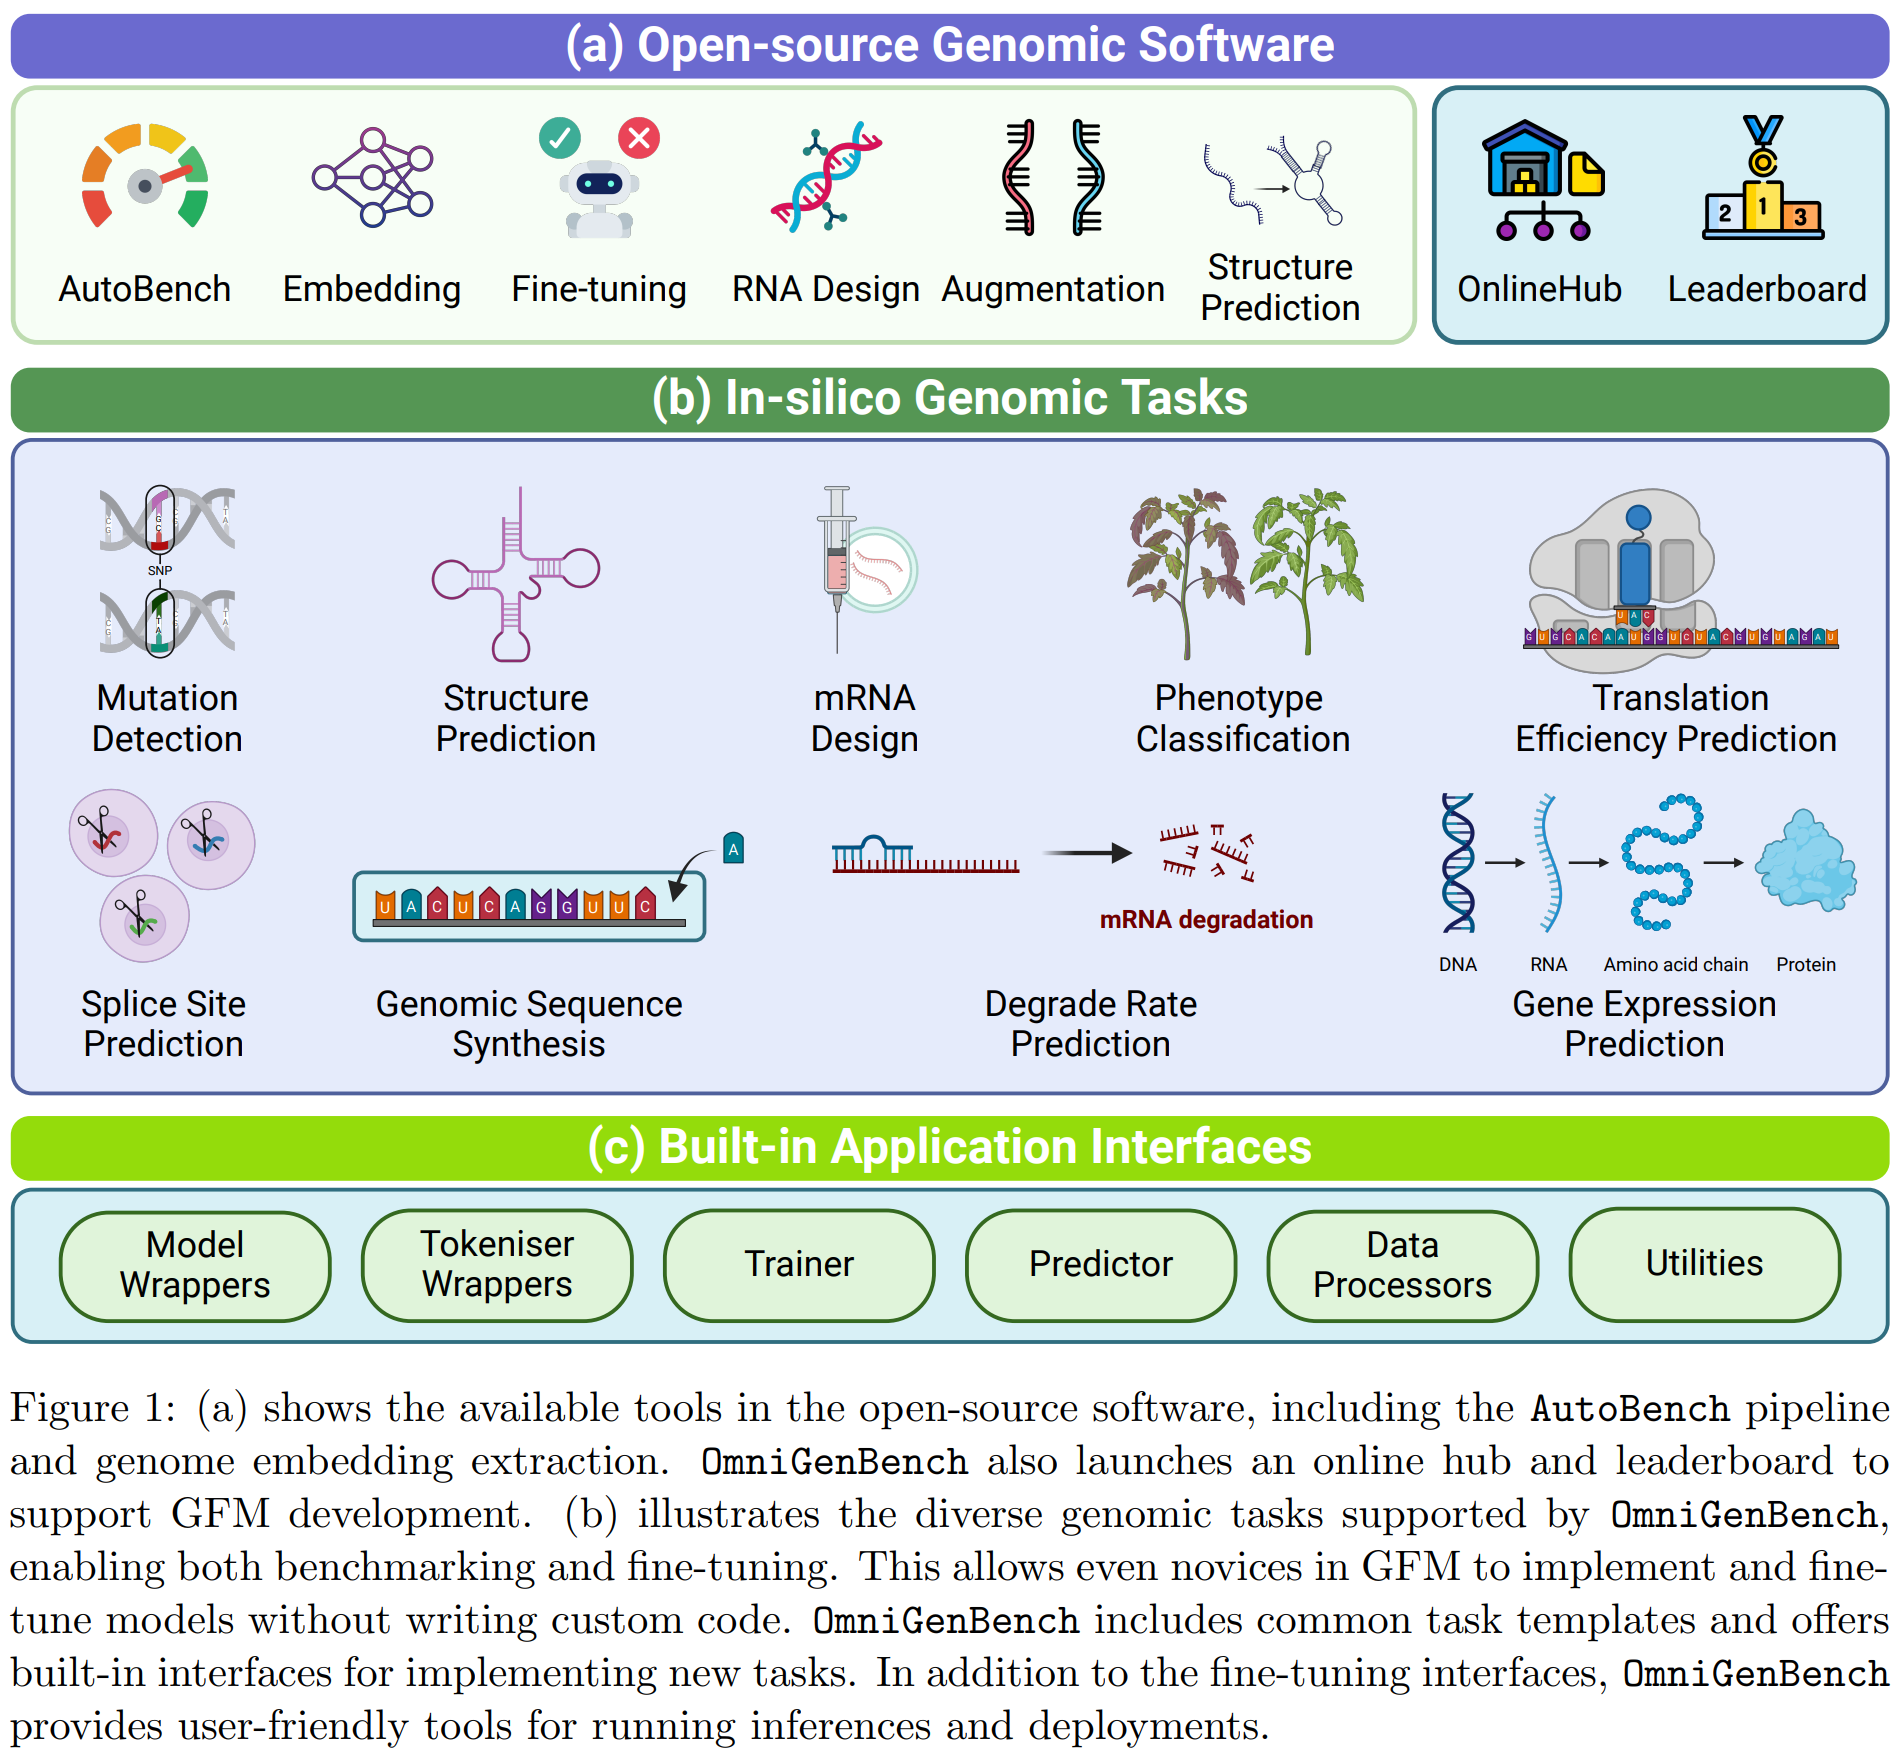 (a) Open-source Genomic Software
AutoBench
Embedding
Fine-tuning
RNA Design
Augmentation
Structure
Prediction
2
1
3
OnlineHub
Leaderboard
(b) In-silico Genomic Tasks
SNP
Mutation
Detection
Structure
Prediction
mRNA
Design
Phenotype
Classification
U A C
G U G C A C A A U G G U C U A C G U G U A G A U
Translation
Efficiency Prediction
Splice Site
Prediction
A
U A C U C A G G U U C
Genomic Sequence
Synthesis
mRNA degradation
Degrade Rate
Prediction
DNA
RNA
Amino acid chain
Protein
Gene Expression
Prediction
(c) Built-in Application Interfaces
Model
Wrappers
Tokeniser
Wrappers
Trainer
Predictor
Data
Processors
Utilities
Figure 1: (a) shows the available tools in the open-source software, including the AutoBench pipeline
and genome embedding extraction. OmniGenBench also launches an online hub and leaderboard to
support GFM development. (b) illustrates the diverse genomic tasks supported by OmniGenBench,
enabling both benchmarking and fine-tuning. This allows even novices in GFM to implement and fine-
tune models without writing custom code. OmniGenBench includes common task templates and offers
built-in interfaces for implementing new tasks. In addition to the fine-tuning interfaces, OmniGenBench
provides user-friendly tools for running inferences and deployments.